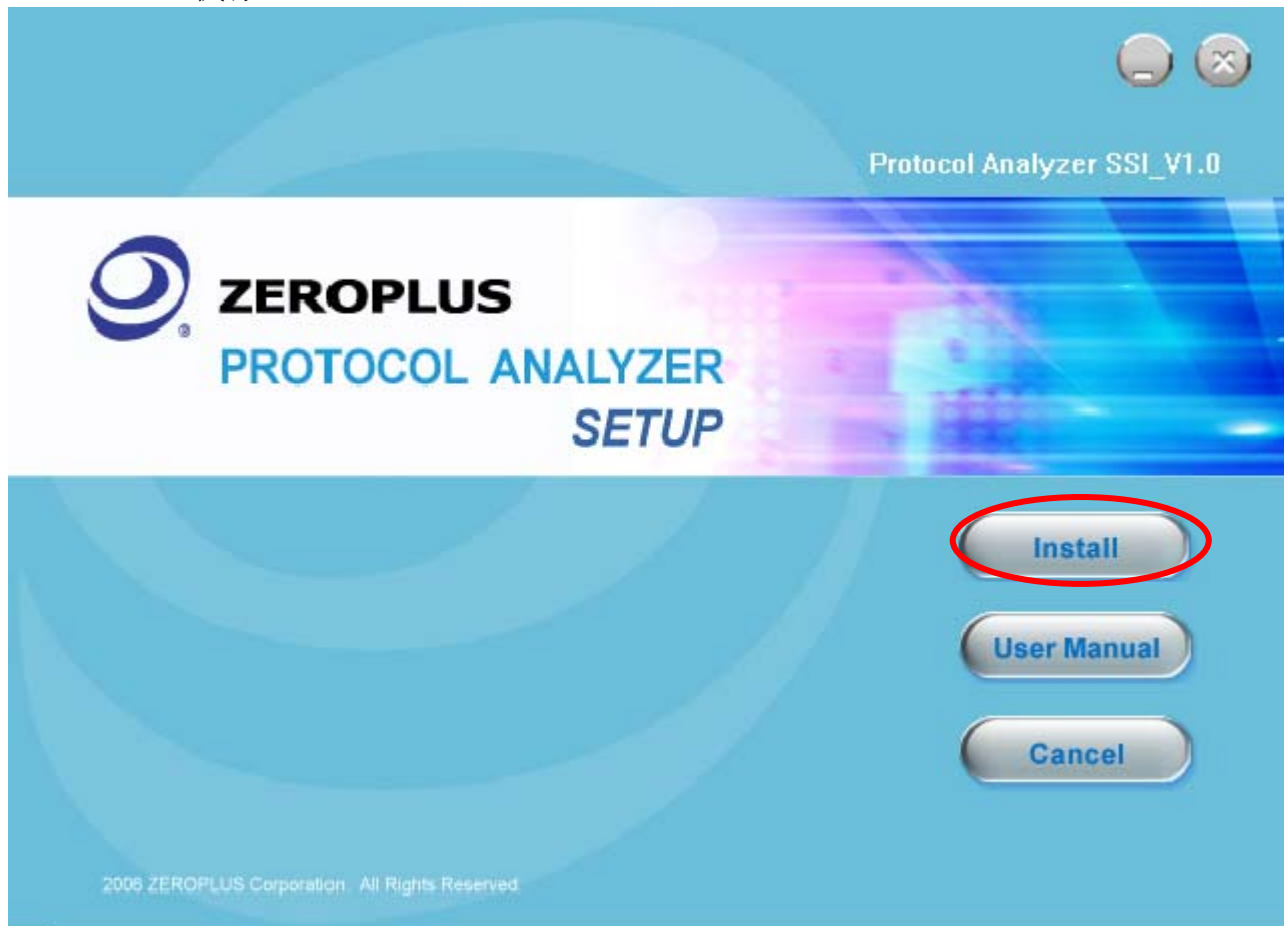 Protocol Analyzer SSI_V1.0
ZEROPLUS
®
PROTOCOL ANALYZER
SETUP
Install
User Manual
Cancel
2006 ZEROPLUS Corporation. All Rights Reserved